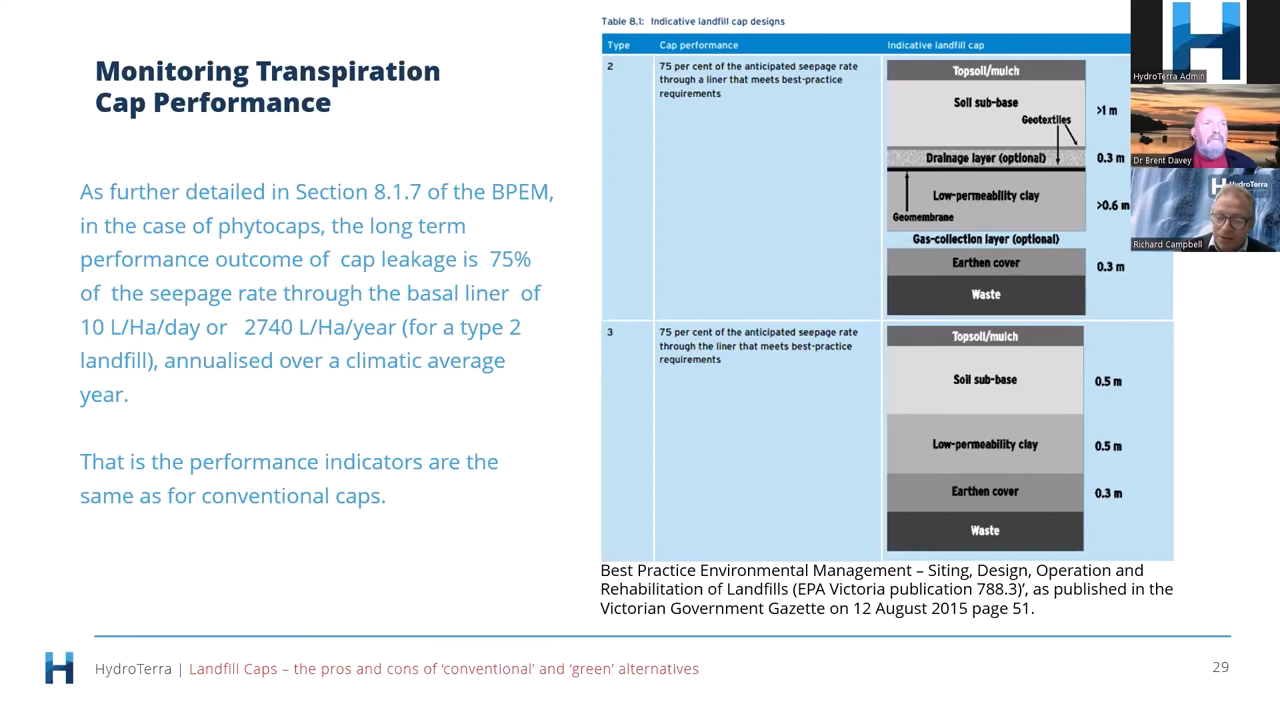 Monitoring Transpiration
Cap Performance
As further detailed in Section 8.1.7 of the BPEM,
in the case of phytocaps, the long term
performance outcome of cap leakage is 75%
of the seepage rate through the basal liner of
10 L/Ha/day or 2740 L/Ha/year (for a type 2
landfill), annualised over a climatic average
year.
That is the performance indicators are the
same as for conventional caps.
Table 8.1: Indicative landfill cap designs
Type Cap performance Indicative landfill cap
2 75 per cent of the anticipated seepage rate
through a liner that meets best-practice
requirements
Topsoil/mulch
Soil sub-base
>1 m
Geotextiles
Drainage layer (optional)
0.3 m
Low-permeability clay
>0.6 m
Geomembrane
Gas-collection layer (optional)
Earthen cover
0.3 m
Waste
3 75 per cent of the anticipated seepage rate
through the liner that meets best-practice
requirements
Topsoil/mulch
Soil sub-base
0.5 m
Low-permeability clay
0.5 m
Earthen cover
0.3 m
Waste
Best Practice Environmental Management – Siting, Design, Operation and
Rehabilitation of Landfills (EPA Victoria publication 788.3)’, as published in the
Victorian Government Gazette on 12 August 2015 page 51.
HydroTerra Admin
Dr Brent Davey
HydroTerra
Richard Campbell
HydroTerra | Landfill Caps – the pros and cons of ‘conventional’ and ‘green’ alternatives
29